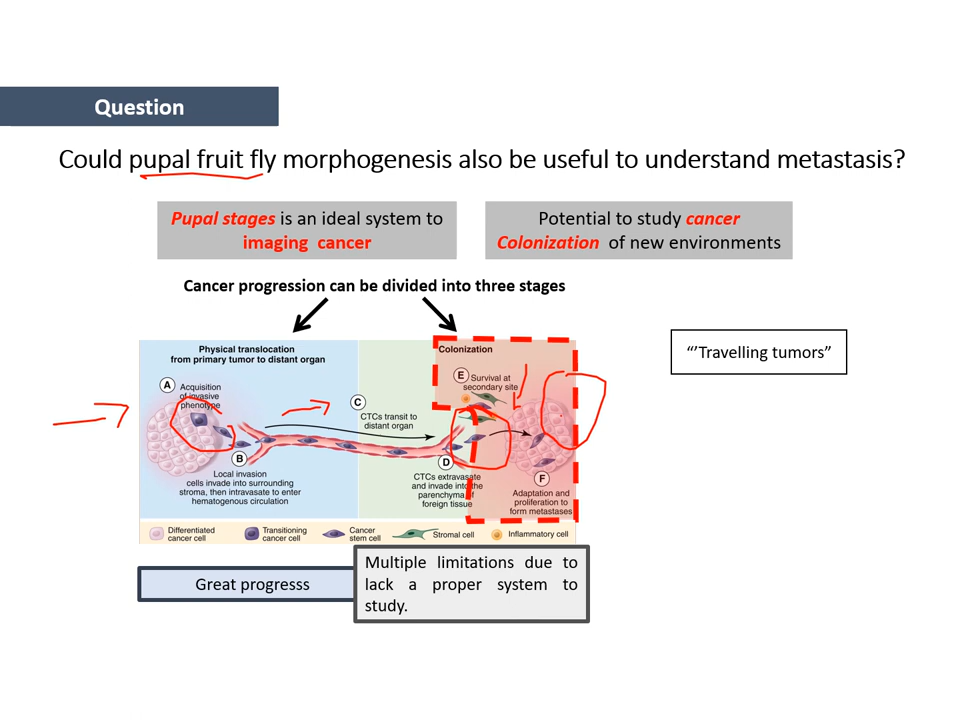 Question
Could pupal fruit fly morphogenesis also be useful to understand metastasis?
Pupal stages is an ideal system to
imaging cancer
Potential to study cancer
Colonization of new environments
Cancer progression can be divided into three stages
Physical translocation
from primary tumor to distant organ
Colonization
A
Acquisition
of invasive
phenotype
B
Local invasion
cells invade into surrounding
stroma, then intravasate to enter
hematogenous circulation
C
CTCs transit to
distant organ
D
CTCs extravasate
and invade into the
parenchyma of
foreign tissue
E
Survival at
secondary site
F
Adaptation and
proliferation to
form metastases
Differentiated
cancer cell
Transitioning
cancer cell
Cancer
stem cell
Stromal cell
Inflammatory cell
"'Travelling tumors"
Great progresss
Multiple limitations due to
lack a proper system to
study.